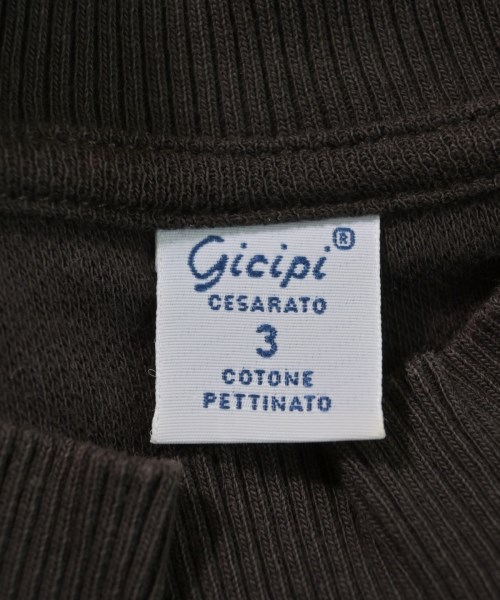 Gicipi®
CESARATO
3
COTONE
PETTINATO